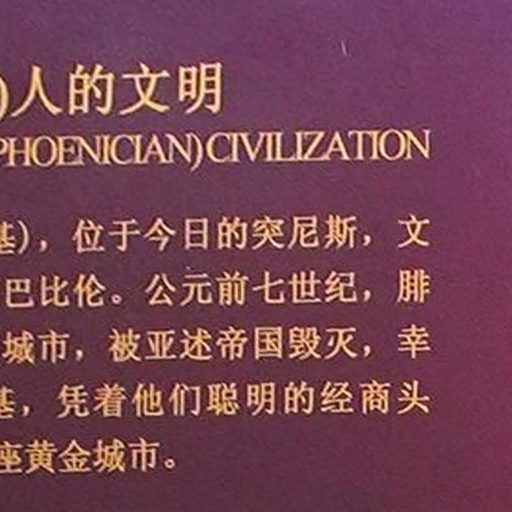 )人的文明
PHOENICIAN) CIVILIZATION
基)，位于今日的突尼斯，文
巴比伦。公元前七世纪，腓
城市，被亚述帝国毁灭，幸
基，凭着他们聪明的经商头
座黄金城市。